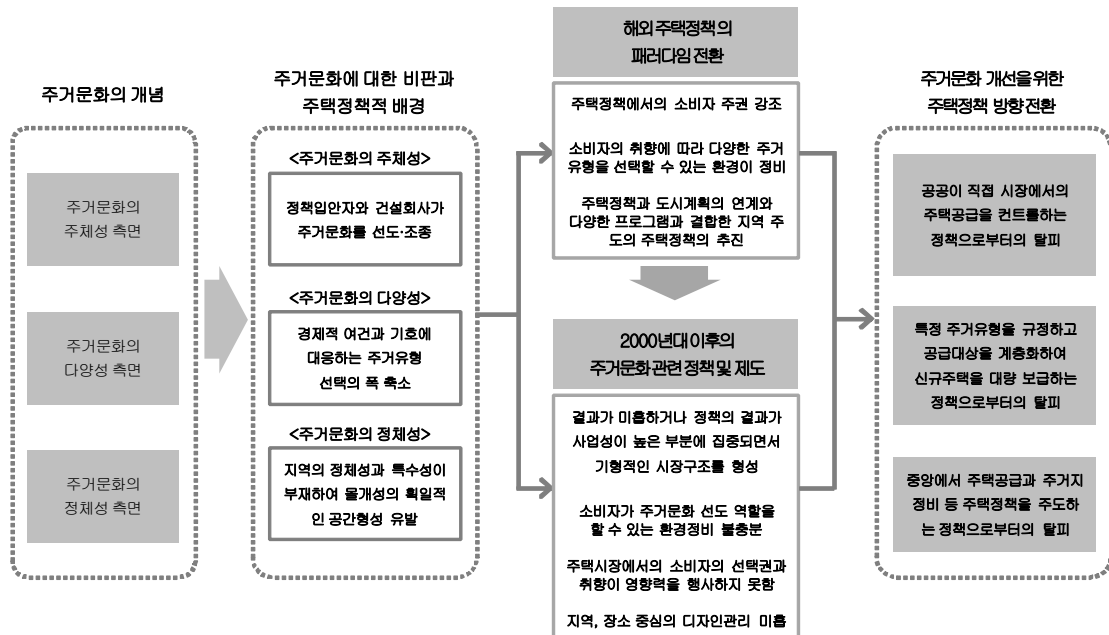 주거문화의 개념
주거문화의
주체성 측면
주거문화의
다양성 측면
주거문화의
정체성 측면
주거문화에 대한 비판과
주택정책적 배경
<주거문화의 주체성>
정책입안자와 건설회사가
주거문화를 선도·조종
<주거문화의 다양성>
경제적 여건과 기호에
대응하는 주거유형
선택의 폭 축소
<주거문화의 정체성>
지역의 정체성과 특수성이
부재하여 몰개성의 획일적
인 공간형성 유발
해외 주택정책의
패러다임 전환
주택정책에서의 소비자 주권 강조
소비자의 취향에 따라 다양한 주거
유형을 선택할 수 있는 환경이 정비
주택정책과 도시계획의 연계와
다양한 프로그램과 결합한 지역 주
도의 주택정책의 추진
2000년대 이후의
주거문화 관련 정책 및 제도
결과가 미흡하거나 정책의 결과가
사업성이 높은 부분에 집중되면서
기형적인 시장구조를 형성
소비자가 주거문화 선도 역할을
할 수 있는 환경정비 불충분
주택시장에서의 소비자의 선택권과
취향이 영향력을 행사하지 못함
지역, 장소 중심의 디자인관리 미흡
주거문화 개선을 위한
주택정책 방향 전환
공공이 직접 시장에서의
주택공급을 컨트롤하는
정책으로부터의 탈피
특정 주거유형을 규정하고
공급대상을 계층화하여
신규주택을 대량 보급하는
정책으로부터의 탈피
중앙에서 주택공급과 주거지
정비 등 주택정책을 주도하
는 정책으로부터의 탈피